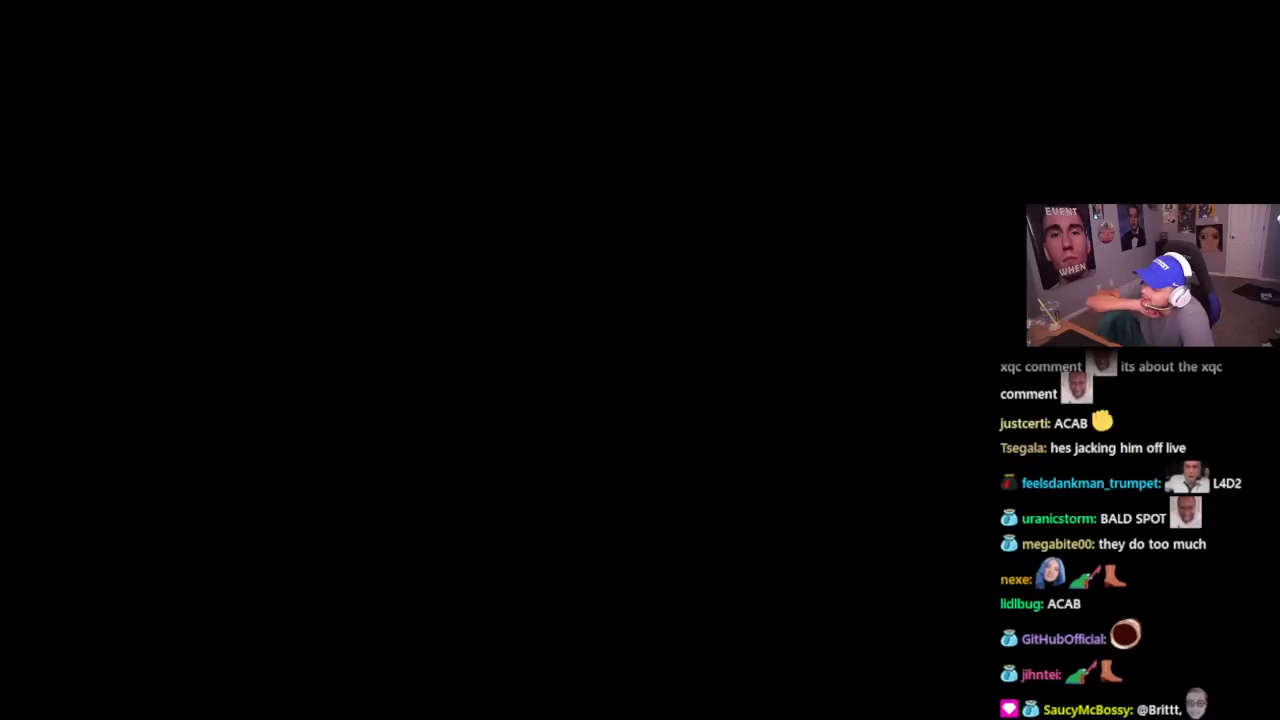 EVENT
WHEN
xqc comment its about the xqc
comment
justcerti: ACAB
Tsegala: hes jacking him off live
feelsdankman_trumpet: L4D2
uranicstorm: BALD SPOT
megabite00: they do too much
nexe:
lidlbug: ACAB
GitHubOfficial:
jihntei:
SaucyMcBossy: @Brittt,